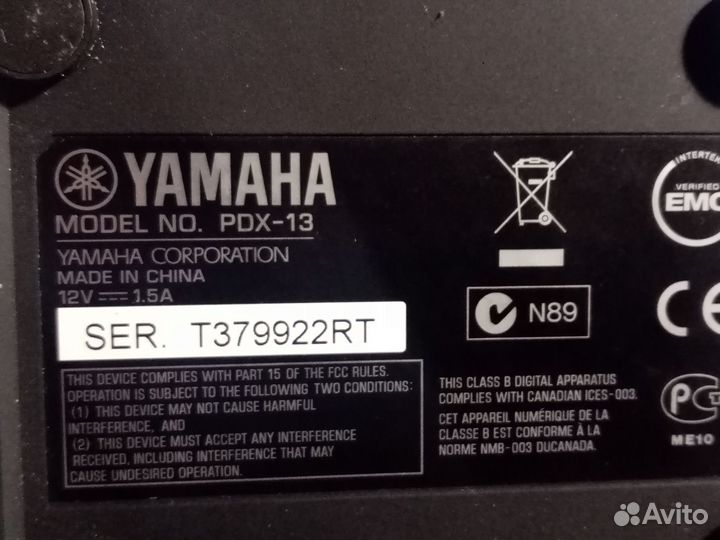 YAMAHA
MODEL NO. PDX-13
YAMAHA CORPORATION
MADE IN CHINA
12V 1.5A
SER. T379922RT
THIS DEVICE COMPLIES WITH PART 15 OF THE FCC RULES.
OPERATION IS SUBJECT TO THE FOLLOWING TWO CONDITIONS:
(1) THIS DEVICE MAY NOT CAUSE HARMFUL
INTERFERENCE, AND
(2) THIS DEVICE MUST ACCEPT ANY INTERFERENCE
RECEIVED, INCLUDING INTERFERENCE THAT MAY
CAUSE UNDESIRED OPERATION.
N89
THIS CLASS B DIGITAL APPARATUS
COMPLIES WITH CANADIAN ICES-003.
CET APPAREIL NUMÉRIQUE DE LA
CLASSE B EST CONFORME À LA
NORME NMB-003 DUCANADA.
INTERTEK
VERIFIED
EMC
CE
PCT
ME10
Avito